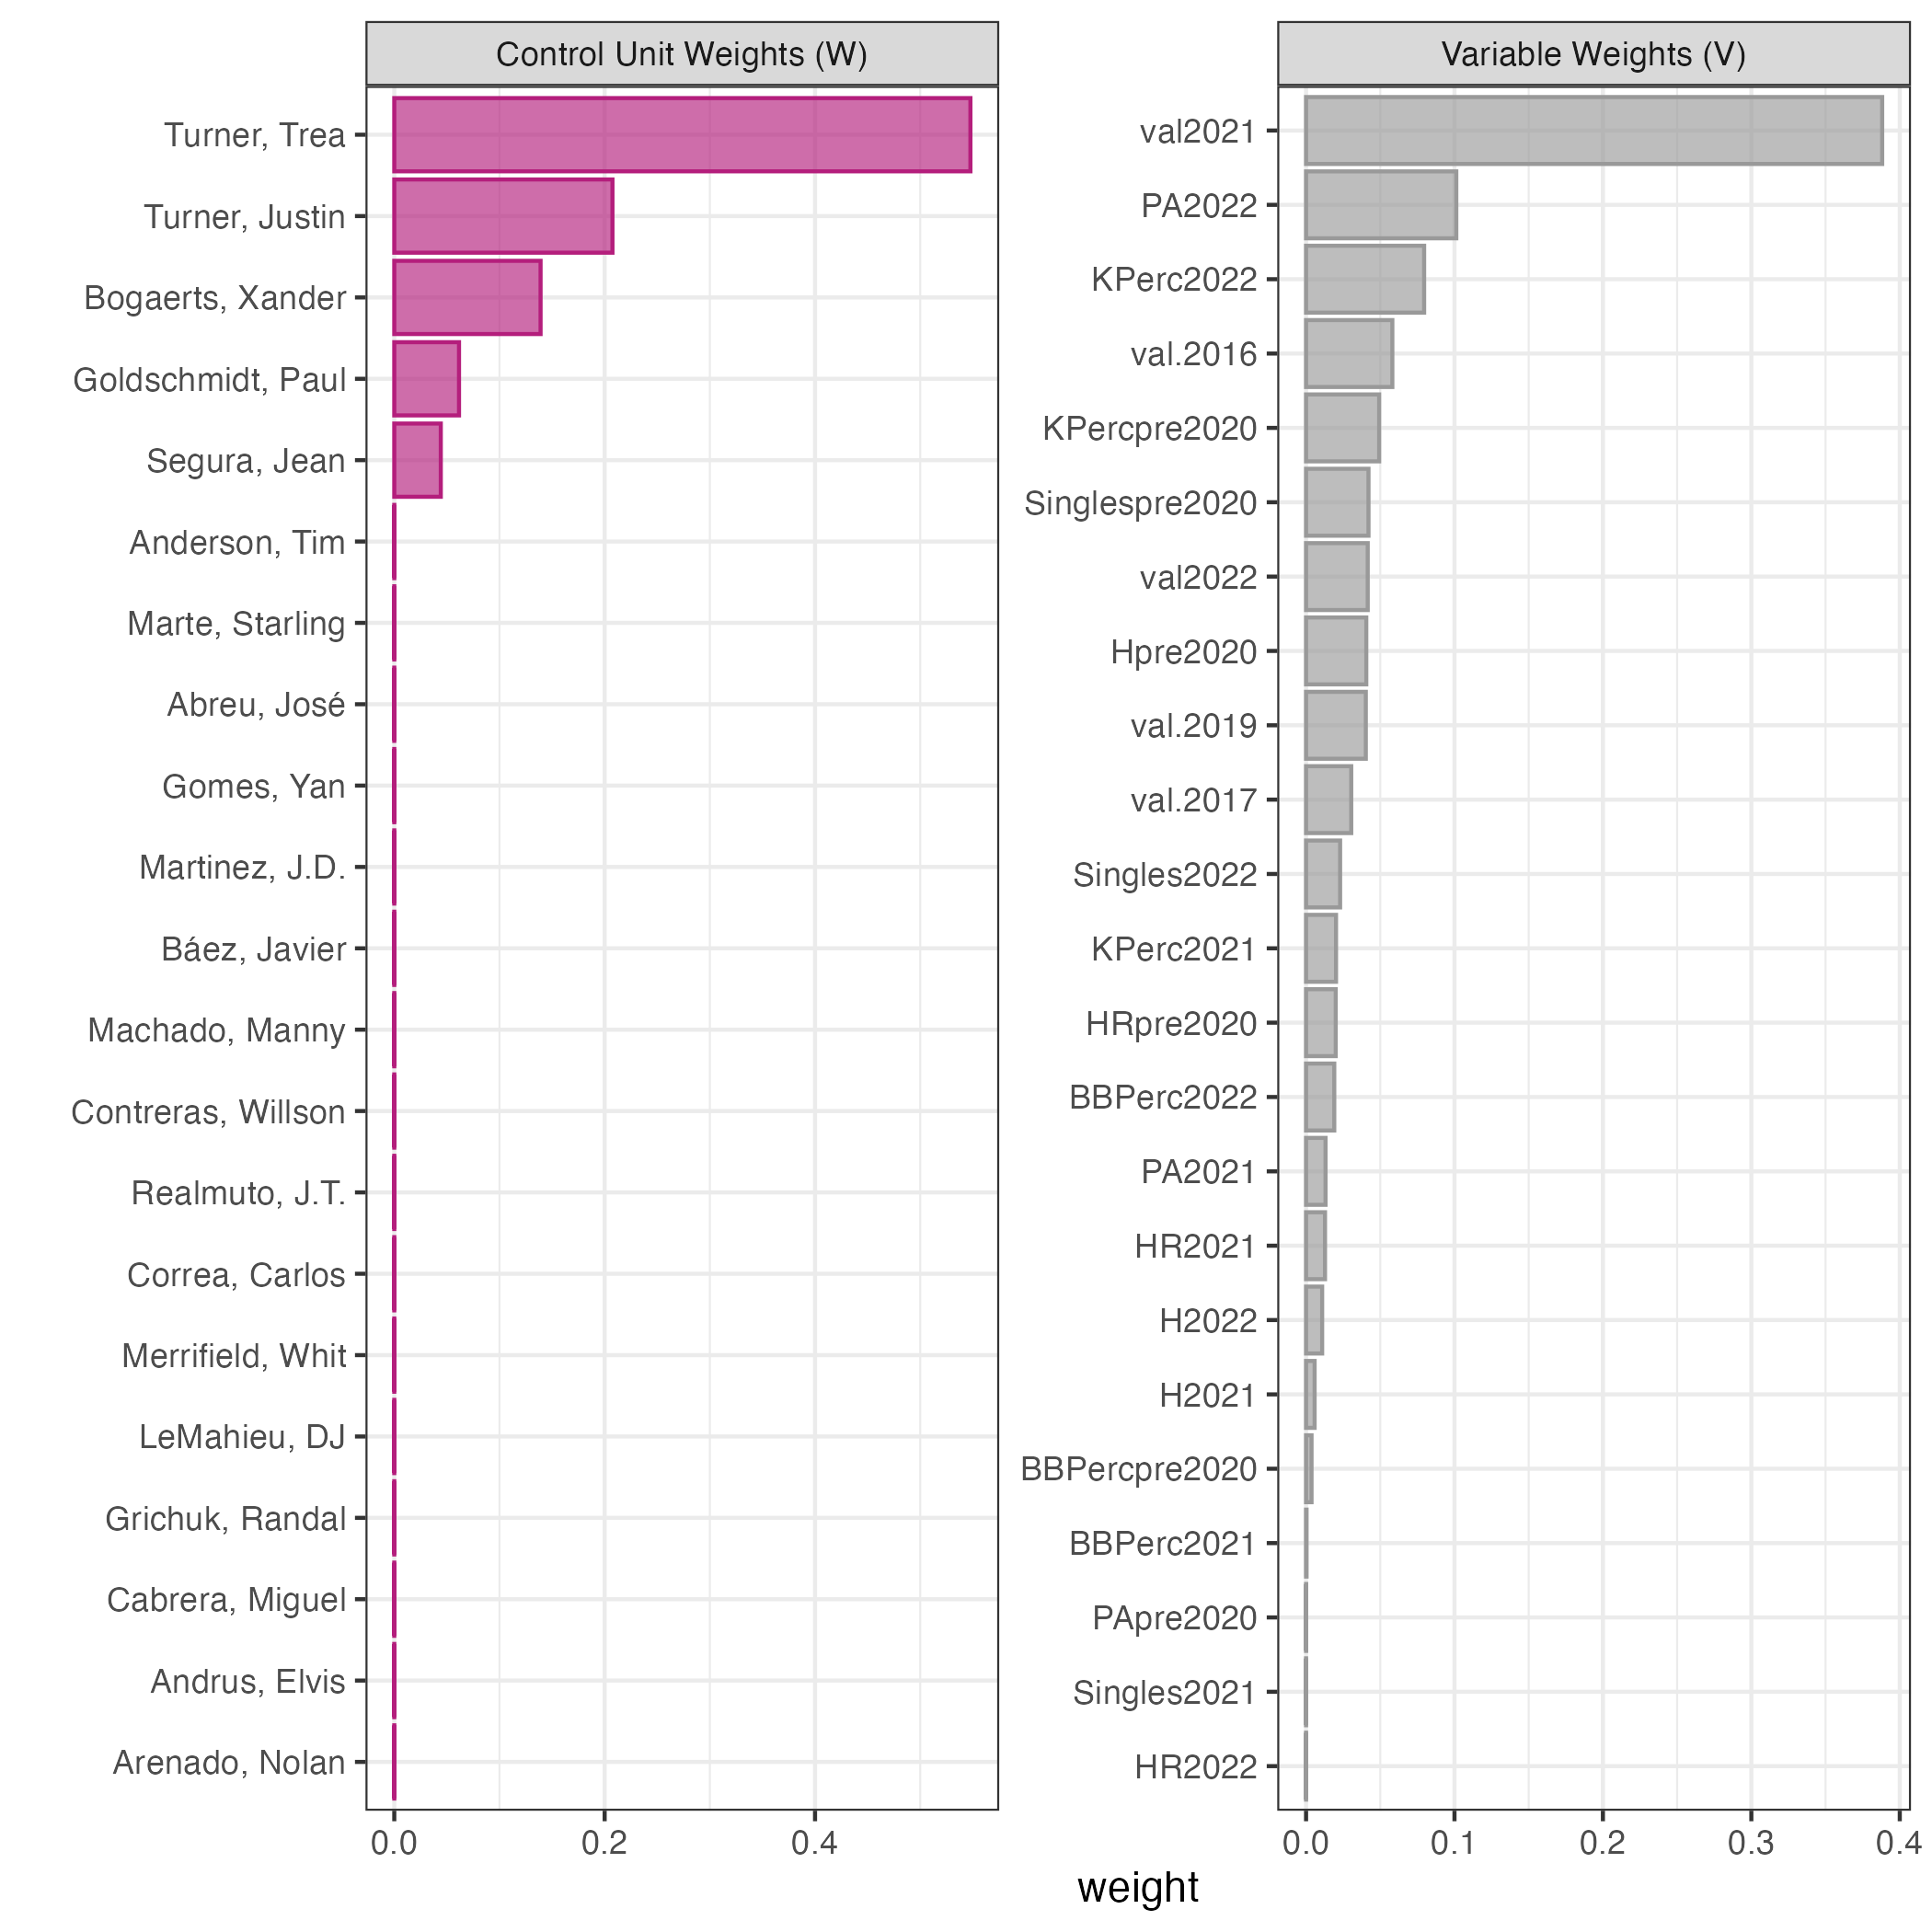 Control Unit Weights (W)
Turner, Trea
Turner, Justin
Bogaerts, Xander
Goldschmidt, Paul
Segura, Jean
Anderson, Tim
Marte, Starling
Abreu, José
Gomes, Yan
Martinez, J.D.
Báez, Javier
Machado, Manny
Contreras, Willson
Realmuto, J.T.
Correa, Carlos
Merrifield, Whit
LeMahieu, DJ
Grichuk, Randal
Cabrera, Miguel
Andrus, Elvis
Arenado, Nolan
0.0 0.2 0.4
Variable Weights (V)
val2021
PA2022
KPerc2022
val.2016
KPercpre2020
Singlespre2020
val2022
Hpre2020
val.2019
val.2017
Singles2022
KPerc2021
HRpre2020
BBPerc2022
PA2021
HR2021
H2022
H2021
BBPercpre2020
BBPerc2021
PApre2020
Singles2021
HR2022
0.0 0.1 0.2 0.3 0.4
weight